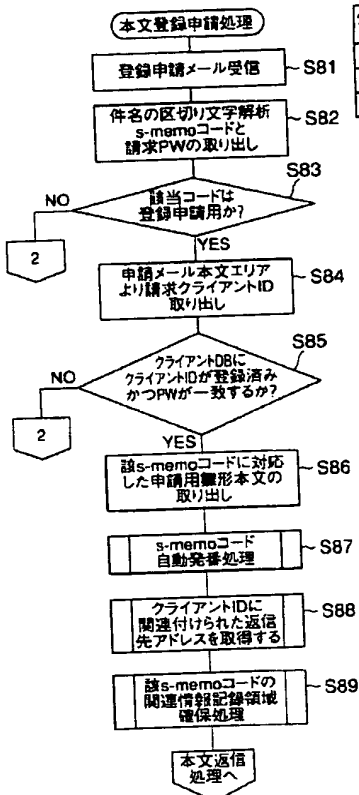 本文登録申請処理
登録申請メール受信
S81
件名の区切り文字解析
s-memoコードと
請求PWの取り出し
S82
該当コードは
登録申請用か?
S83
NO
2
YES
申請メール本文エリア
より請求クライアントID
取り出し
S84
クライアントDBに
クライアントIDが登録済み
かつPWが一致するか?
S85
NO
2
YES
該s-memoコードに対応
した申請用雛形本文の
取り出し
S86
s-memoコード
自動発番処理
S87
クライアントIDに
関連付けられた返信
先アドレスを取得する
S88
該s-memoコードの
関連情報記録領域
確保処理
S89
本文返信
処理へ